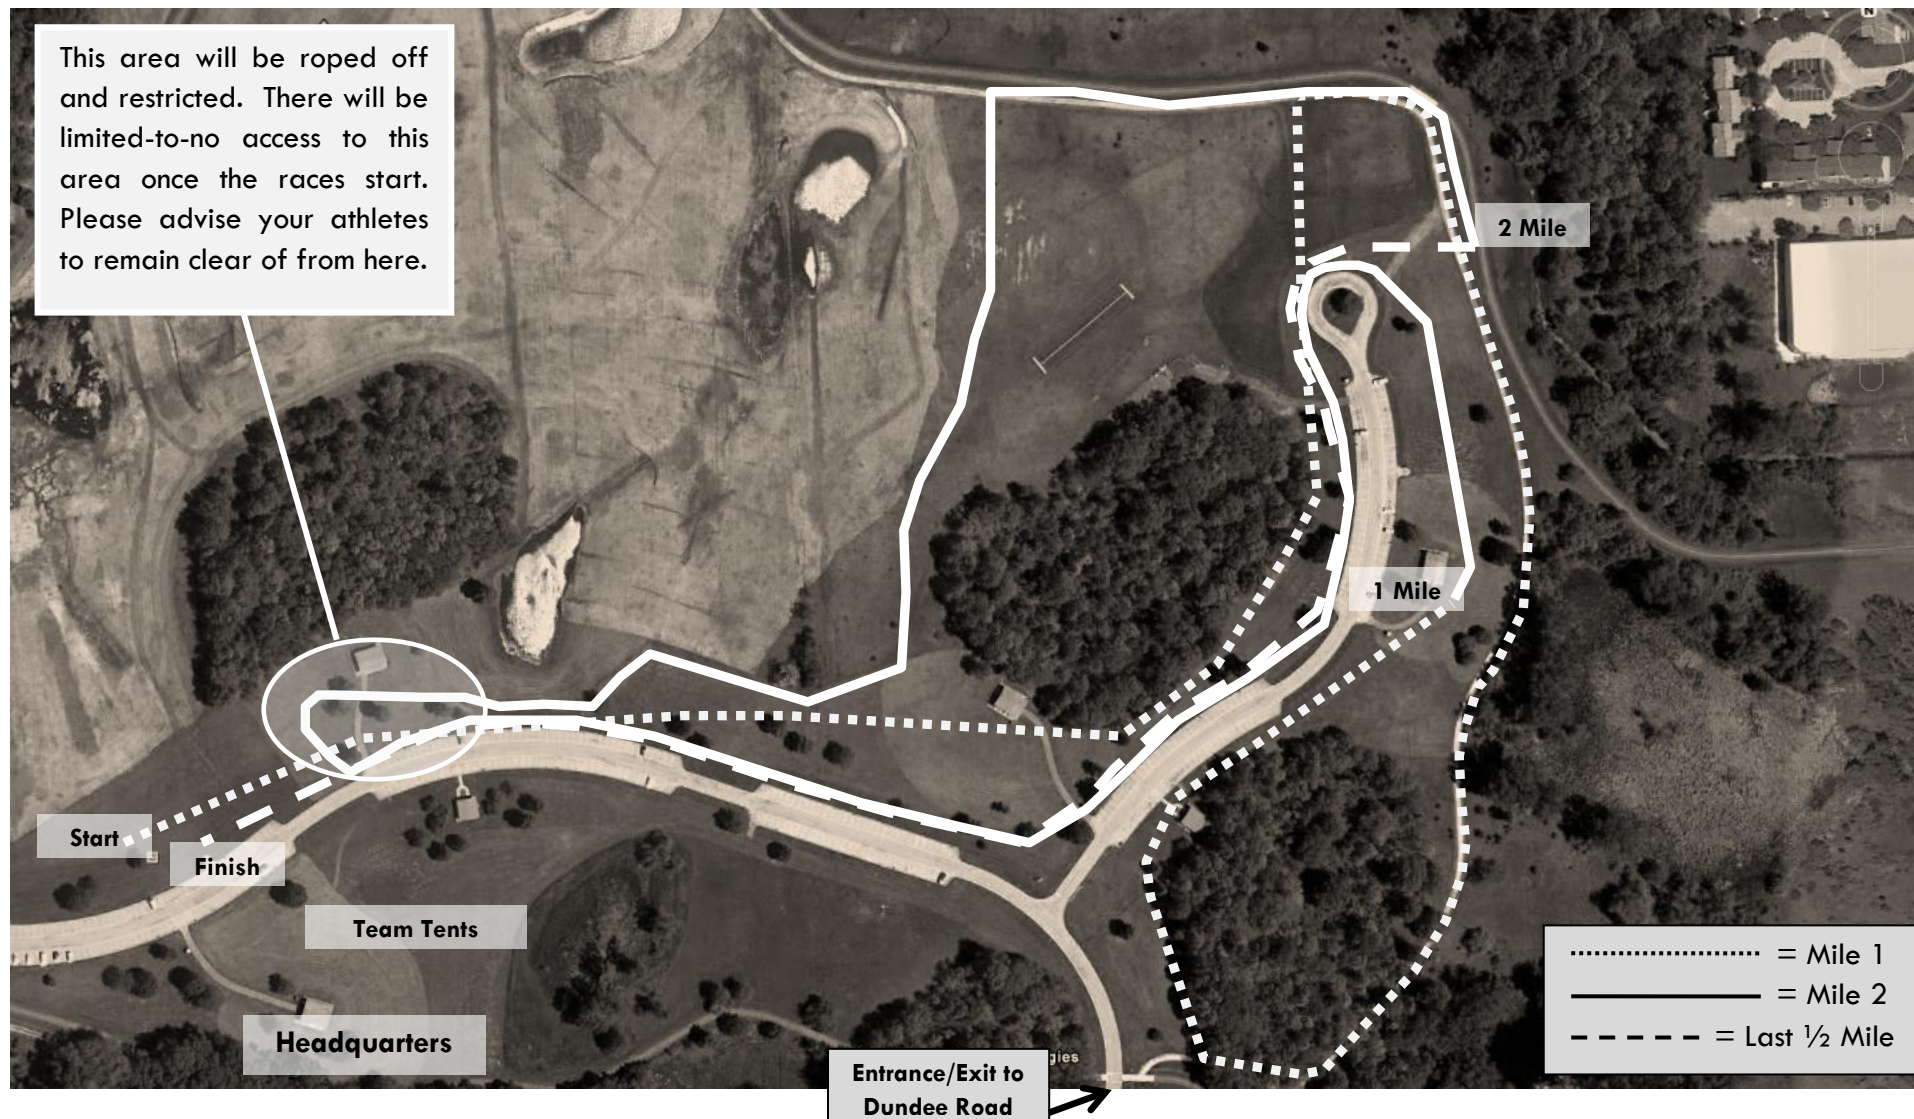 This area will be roped off
and restricted. There will be
limited-to-no access to this
area once the races start.
Please advise your athletes
to remain clear of from here.
2 Mile
1 Mile
Start
Finish
Team Tents
Headquarters
gies
Entrance/Exit to
Dundee Road
= Mile 1
= Mile 2
= Last ½ Mile